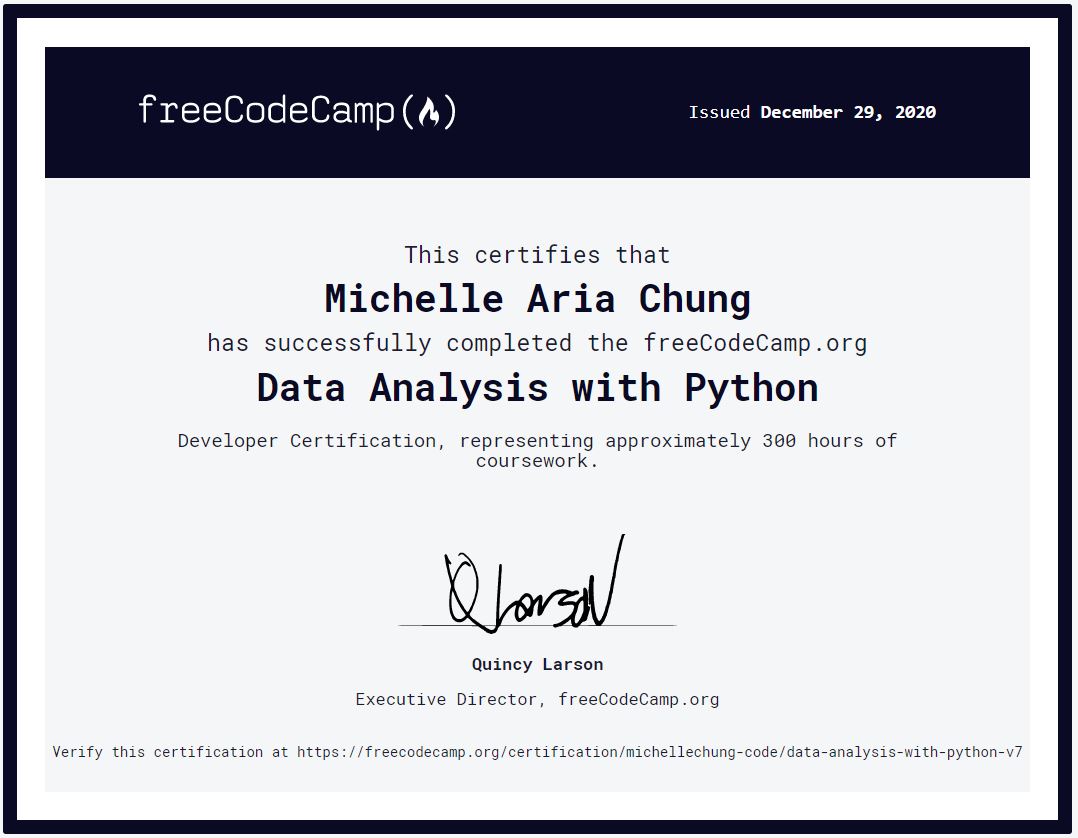 freeCodeCamp
Issued December 29, 2020
This certifies that
Michelle Aria Chung
has successfully completed the freeCodeCamp.org
Data Analysis with Python
Developer Certification, representing approximately 300 hours of
coursework.
Q Larson
Quincy Larson
Executive Director, freeCodeCamp.org
Verify this certification at https://freecodecamp.org/certification/michellechung-code/data-analysis-with-python-v7